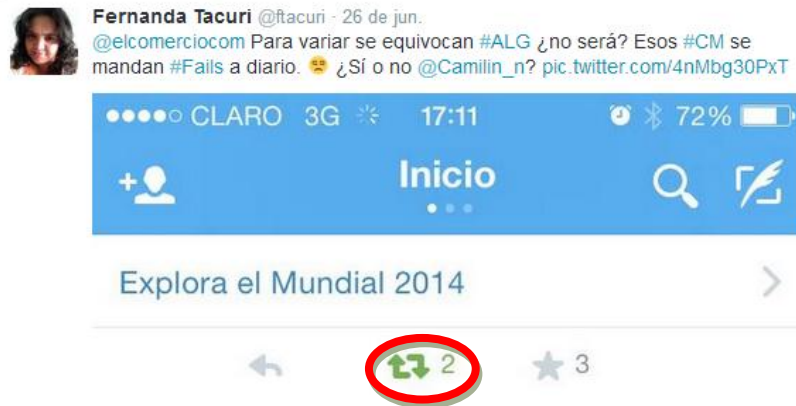 Fernanda Tacuri @ftacuri · 26 de jun.
@elcomerciocom Para variar se equivocan #ALG ¿no será? Esos #CM se
mandan #Fails a diario. ¿Sí o no @Camilin_n? pic.twitter.com/4nMbg30PxT
CLARO 3G 17:11 72%
Inicio
Explora el Mundial 2014
2 3